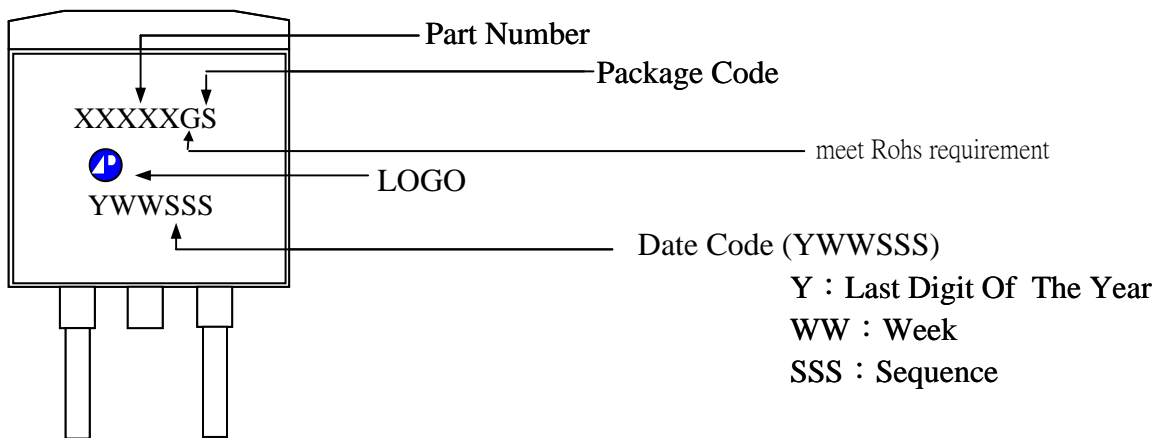 Part Number
Package Code
XXXXXGS
meet Rohs requirement
LOGO
YWWSSS
Date Code (YWWSSS)
Y：Last Digit Of The Year
WW：Week
SSS：Sequence